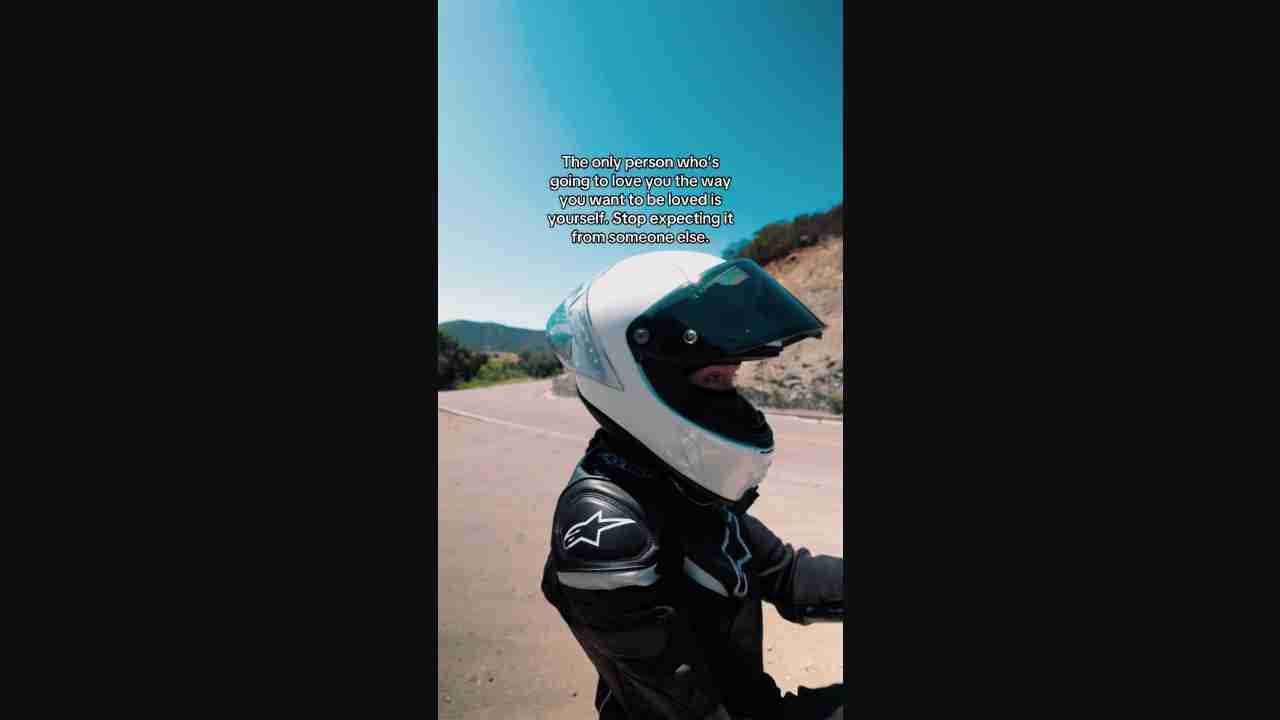 The only person who's
going to love you the way
you want to be loved is
yourself. Stop expecting it
from someone else.